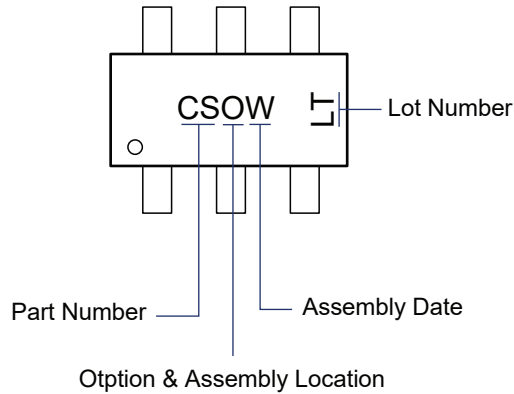 CSOW
LT
Lot Number
Part Number
Assembly Date
Otption & Assembly Location